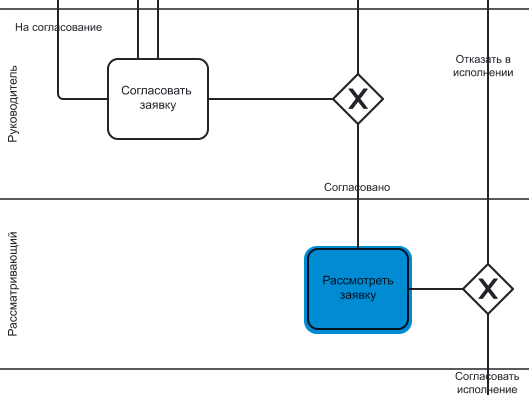 На согласование
Руководитель
Согласовать
заявку
X
Отказать в
исполнении
Согласовано
Рассматривающий
Рассмотреть
заявку
X
Согласовать
исполнение